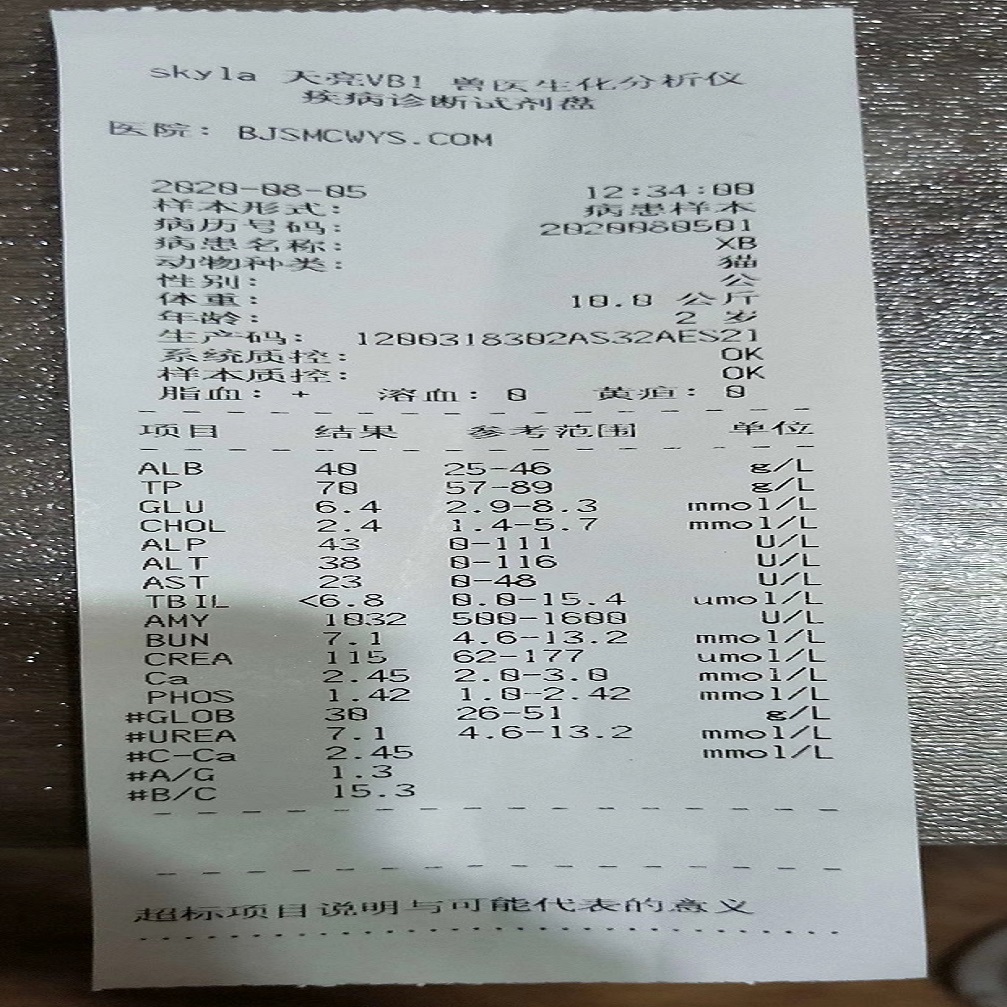 skyla 天亮VB1 兽医生化分析仪
疾病诊断试剂盘
医院: BJSMCWYS.COM
2020-08-05 12:34:00
样本形式: 病患样本
病历号码: 2020080501
病患名称: XB
动物种类: 猫
性别: 公
体重: 10.0 公斤
年龄: 2 岁
生产码: 1200318302AS32AES21
系统质控: OK
样本质控: OK
脂血: + 溶血: 0 黄疸: 0
项目 结果 参考范围 单位
ALB 40 25-46 g/L
TP 70 57-89 g/L
GLU 6.4 2.9-8.3 mmol/L
CHOL 2.4 1.4-5.7 mmol/L
ALP 43 0-111 U/L
ALT 38 0-116 U/L
AST 23 0-48 U/L
TBIL <6.8 0.0-15.4 umol/L
AMY 1032 500-1600 U/L
BUN 7.1 4.6-13.2 mmol/L
CREA 115 62-177 umol/L
Ca 2.45 2.0-3.0 mmol/L
PHOS 1.42 1.0-2.42 mmol/L
#GLOB 30 26-51 g/L
#UREA 7.1 4.6-13.2 mmol/L
#C-Ca 2.45 mmol/L
#A/G 1.3
#B/C 15.3
超标项目说明与可能代表的意义